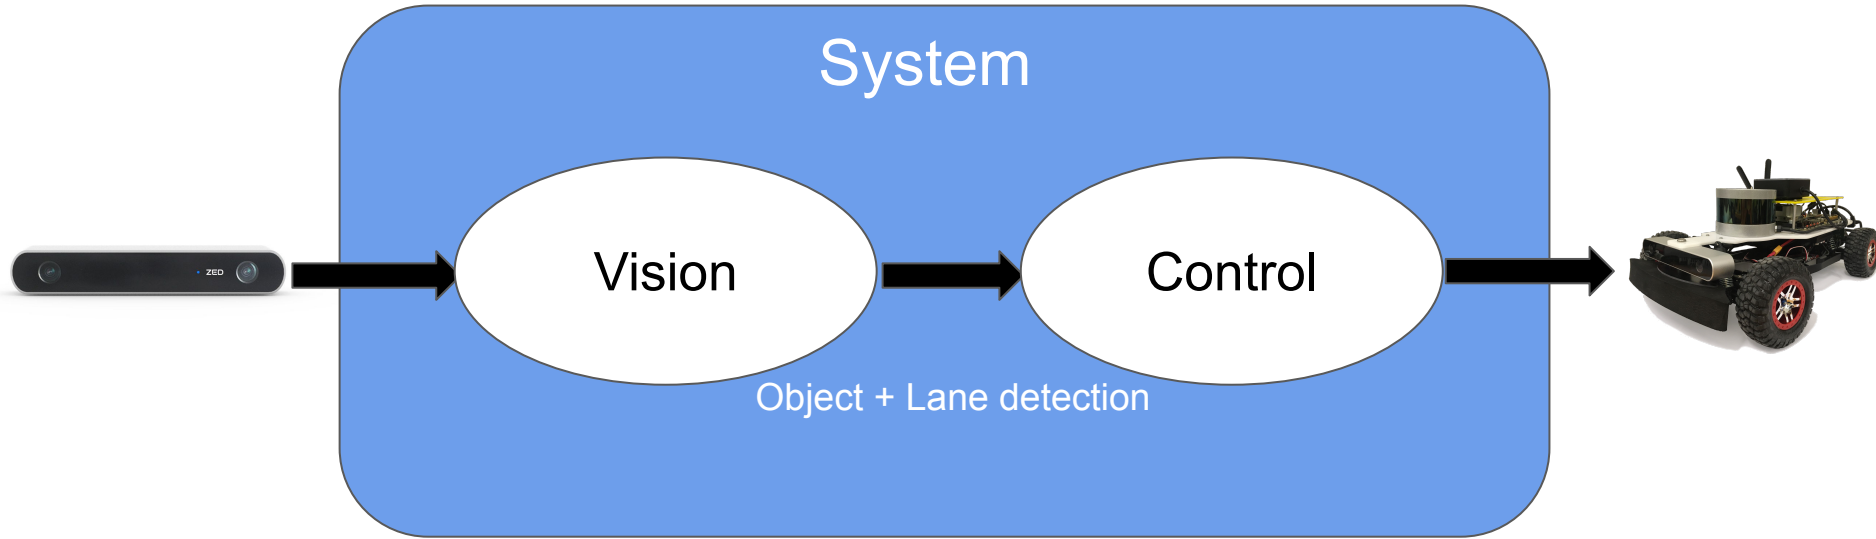 System
ZED
Vision
Control
Object + Lane detection